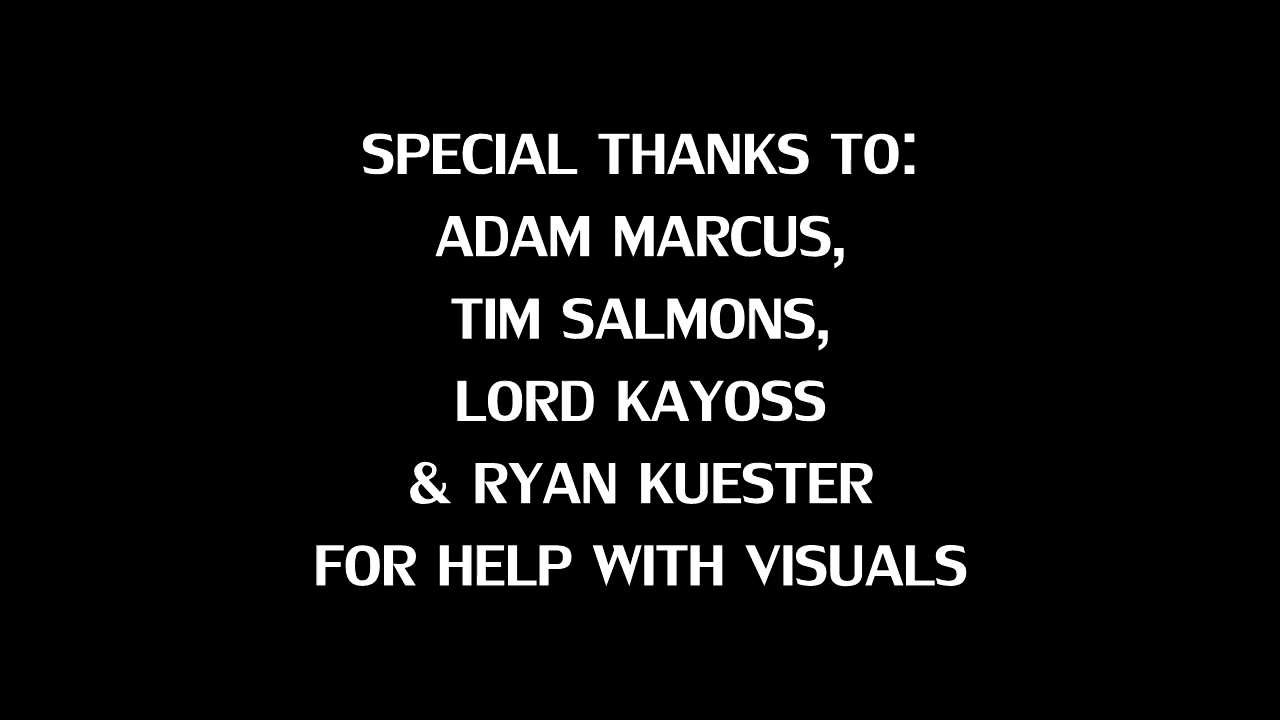 SPECIAL THANKS TO:
ADAM MARCUS,
TIM SALMONS,
LORD KAYOSS
& RYAN KUESTER
FOR HELP WITH VISUALS